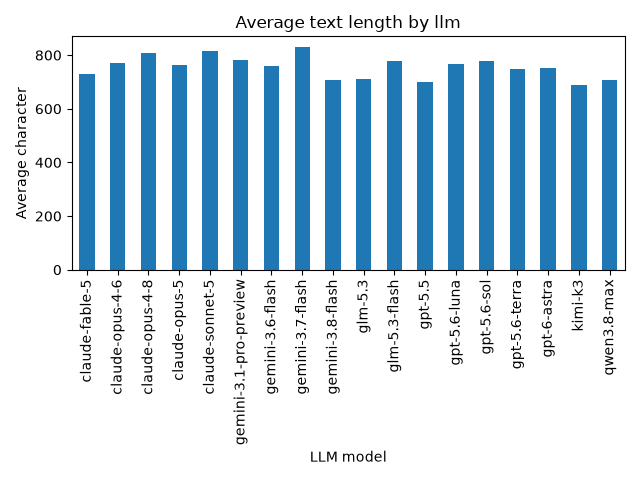 Average text length by llm
Average character
800
600
400
200
0
claude-fable-5
claude-opus-4-6
claude-opus-4-8
claude-opus-5
claude-sonnet-5
gemini-3.1-pro-preview
gemini-3.6-flash
gemini-3.7-flash
gemini-3.8-flash
glm-5.3
glm-5.3-flash
gpt-5.5
gpt-5.6-luna
gpt-5.6-sol
gpt-5.6-terra
gpt-6-astra
kimi-k3
qwen3.8-max
LLM model